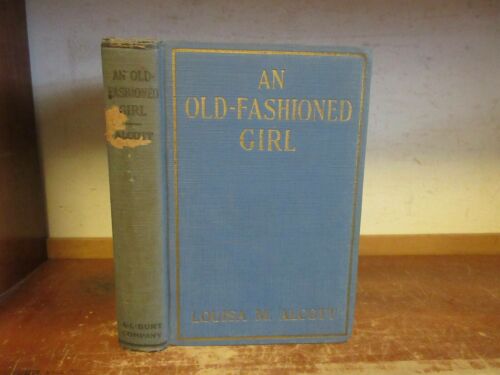 AN OLD-
FASHIONED
GIRL
ALCOTT
A·L·BURT
COMPANY
AN
OLD-FASHIONED
GIRL
LOUISA M. ALCOTT